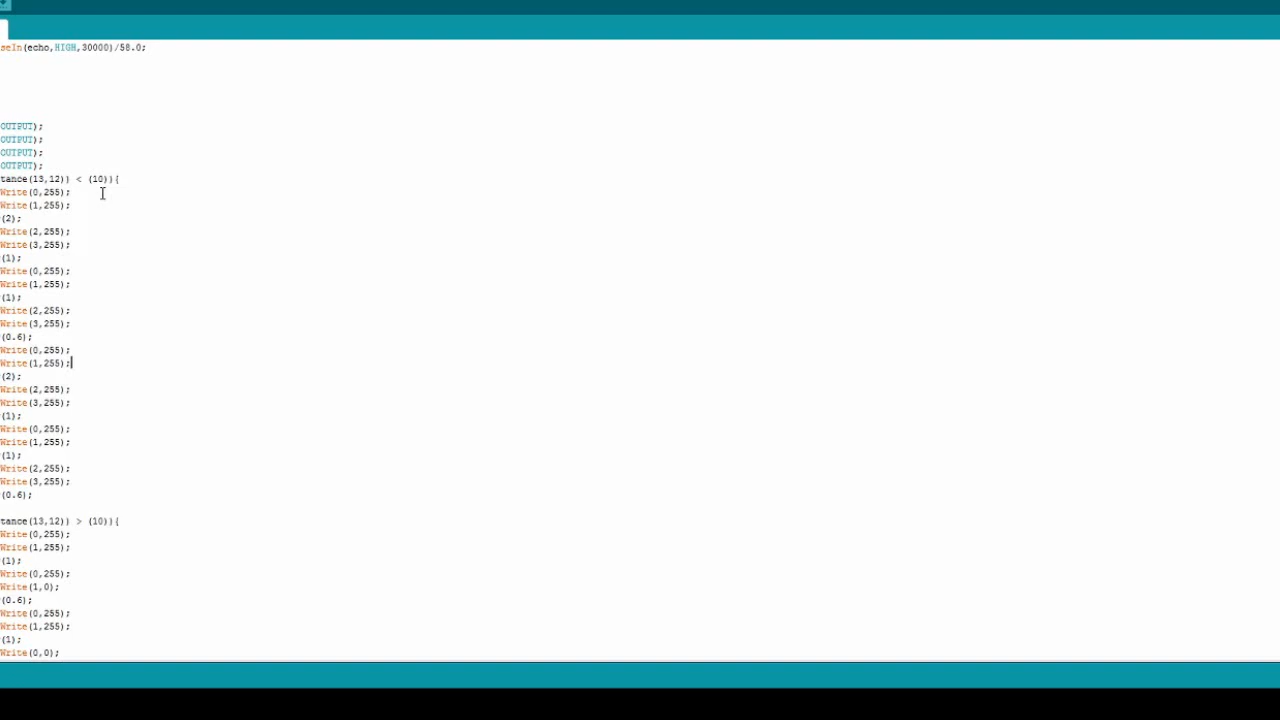 seIn(echo,HIGH,30000)/58.0;
OUTPUT);
OUTPUT);
OUTPUT);
OUTPUT);
tance(13,12)) < (10)){
Write(0,255);
Write(1,255);
(2);
Write(2,255);
Write(3,255);
(1);
Write(0,255);
Write(1,255);
(1);
Write(2,255);
Write(3,255);
(0.6);
Write(0,255);
Write(1,255);
(2);
Write(2,255);
Write(3,255);
(1);
Write(0,255);
Write(1,255);
(1);
Write(2,255);
Write(3,255);
(0.6);
tance(13,12)) > (10)){
Write(0,255);
Write(1,255);
(1);
Write(0,255);
Write(1,0);
(0.6);
Write(0,255);
Write(1,255);
(1);
Write(0,0);